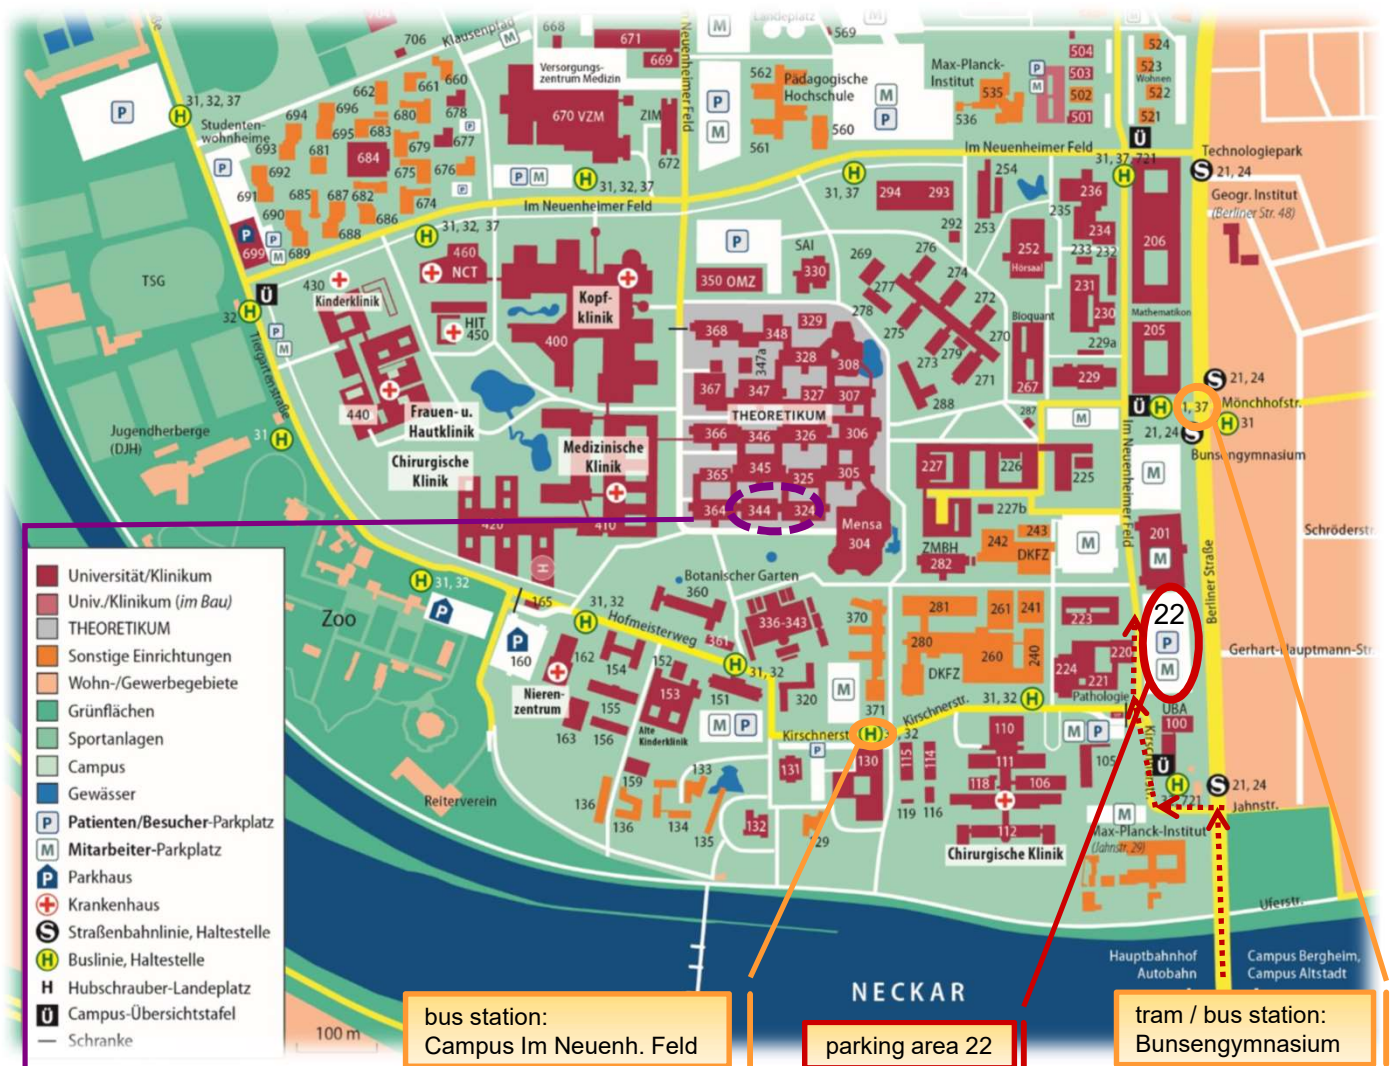 706
Klausenpfad
M
668
671
669
Im Neuenheimer Feld
M
Landeplatz
M
569
504
503
502
501
M
524
523
Wohnen
522
521
Versorgungs-
zentrum Medizin
670 VZM
ZIM
672
P
M
562
Pädagogische
Hochschule
M
P
560
561
Max-Planck-
Institut
535
536
P
M
P
31, 32, 37
H
Studenten-
wohnheime
694
696
662
661
660
678
680
P
677
693
695
683
679
681
684
675
676
P
692
P
691
685
687
682
674
690
686
688
P
P
M
699
689
P M
H
31, 32, 37
Im Neuenheimer Feld
Im Neuenheimer Feld
Ü
31, 37
721
H
Technologiepark
S
21, 24
Geogr. Institut
(Berliner Str. 48)
H
31, 37
294
293
254
253
292
236
235
234
252
Hörsaal
233
232
206
TSG
H
31, 32, 37
460
NCT
430
Kinderklinik
Kopf-
klinik
P
350 OMZ
SAI
330
269
276
277
274
272
278
275
270
279
273
271
288
Bioquant
267
231
230
229a
229
Mathematikon
205
Ü
H
32
P
M
Tiergartenstraße
HIT
450
400
368
348
329
347a
328
308
367
347
327
307
THEORETIKUM
366
346
326
306
365
345
325
305
364
344
324
Mensa
304
440
Frauen- u.
Hautklinik
Chirurgische
Klinik
Medizinische
Klinik
420
410
Jugendherberge
(DJH)
31
H
S
21, 24
Mönchhofstr.
Ü
H
1, 37
H
31
21, 24
S
Bunsengymnasium
287
M
227
226
225
227b
Im Neuenheimer Feld
M
201
M
Schröderstr.
ZMBH
282
242
243
DKFZ
M
Berliner Straße
Universität/Klinikum
Univ./Klinikum (im Bau)
THEORETIKUM
Sonstige Einrichtungen
Wohn-/Gewerbegebiete
Grünflächen
Sportanlagen
Campus
Gewässer
P
Patienten/Besucher-Parkplatz
M
Mitarbeiter-Parkplatz
P
Parkhaus
Krankenhaus
S
Straßenbahnlinie, Haltestelle
H
Buslinie, Haltestelle
H
Hubschrauber-Landeplatz
Ü
Campus-Übersichtstafel
Schranke
Zoo
H
31, 32
P
H
165
P
160
31, 32
H
Hofmeisterweg
Botanischer Garten
360
361
336-343
370
371
281
261
241
280
260
240
DKFZ
223
220
224
221
Pathologie
22
P
M
Gerhart-Hauptmann-Str.
UBA
100
162
154
152
153
Nieren-
zentrum
155
163
156
Alte
Kinderklinik
159
H
31, 32
151
320
M
M P
Kirschnerstr.
H
32
Kirschnerstr.
31, 32
H
P
131
130
115
114
119
116
110
111
118
106
112
Chirurgische Klinik
M P
105
Kirschnerstr.
Ü
H
721
S
21, 24
Jahnstr.
M
Max-Planck-Institut
(Jahnstr. 29)
Reiterverein
136
136
133
134
135
132
129
Uferstr.
Hauptbahnhof
Autobahn
Campus Bergheim,
Campus Altstadt
NECKAR
100 m
bus station:
Campus Im Neuenh. Feld
parking area 22
tram / bus station:
Bunsengymnasium